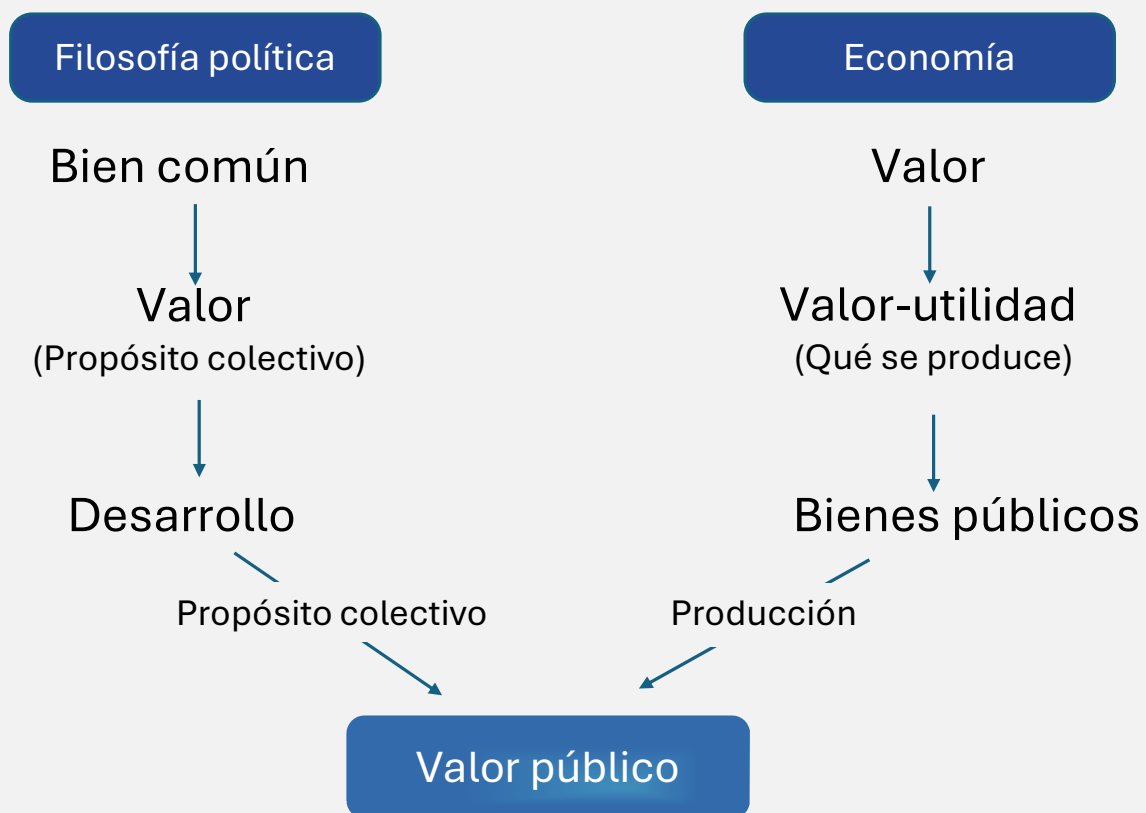 Filosofía política
Economía
Bien común
Valor
Valor
(Propósito colectivo)
Valor-utilidad
(Qué se produce)
Desarrollo
Bienes públicos
Propósito colectivo
Producción
Valor público